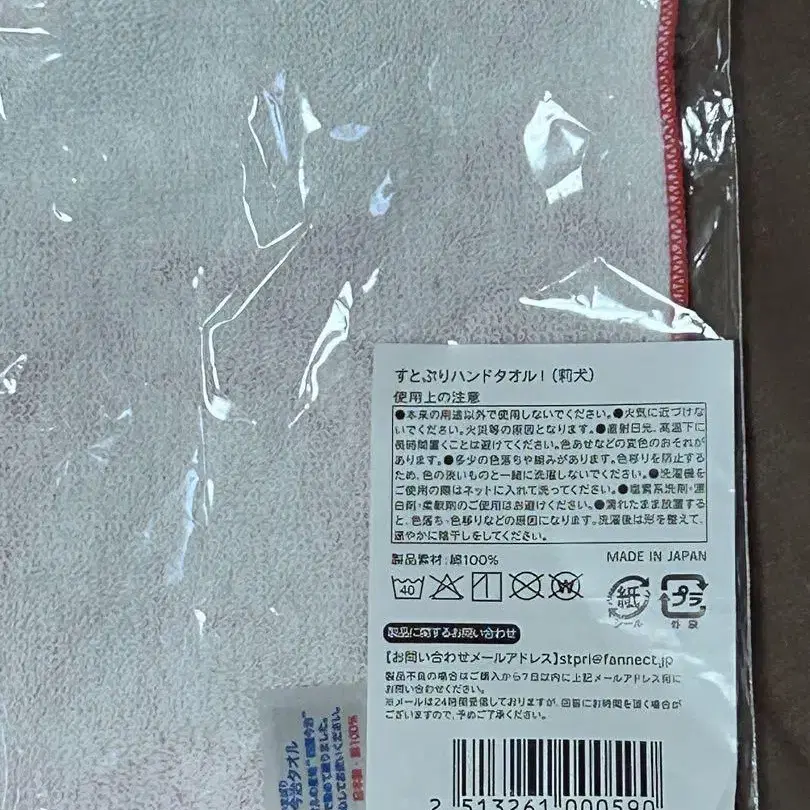 すとぷりハンドタオル！（莉犬）
使用上の注意
●本来の用途以外で使用しないでください。●火気に近づけな
いでください。火災等の原因となります。●直射日光、高温下に
長時間置くことは避けてください。色あせなどの変色のおそれが
あります。●多少の色落ちや縮みがあります。色移りを防止する
ため、色の淡いものと一緒に洗濯しないでください。●洗濯機を
ご使用の際はネットに入れて洗ってください。●塩素系洗剤・漂
白剤・柔軟剤のご使用はお避けください。●濡れたまま放置する
と、色落ち・色移りなどの原因になります。洗濯後は形を整えて、
速やかに陰干しをしてください。
製品素材：綿100%
MADE IN JAPAN
40
W
紙
シール
プラ
外袋
製品に関するお問い合わせ
【お問い合わせメールアドレス】stpri@fannect.jp
製品不良の場合はご購入から7日以内に上記メールアドレス宛に
お問い合わせください。
※メールは24時間受信しておりますが、回答にお時間を頂く場合が
ございますので、予めご了承ください。
2 513261 000590
今治タオル
日本製・綿100%